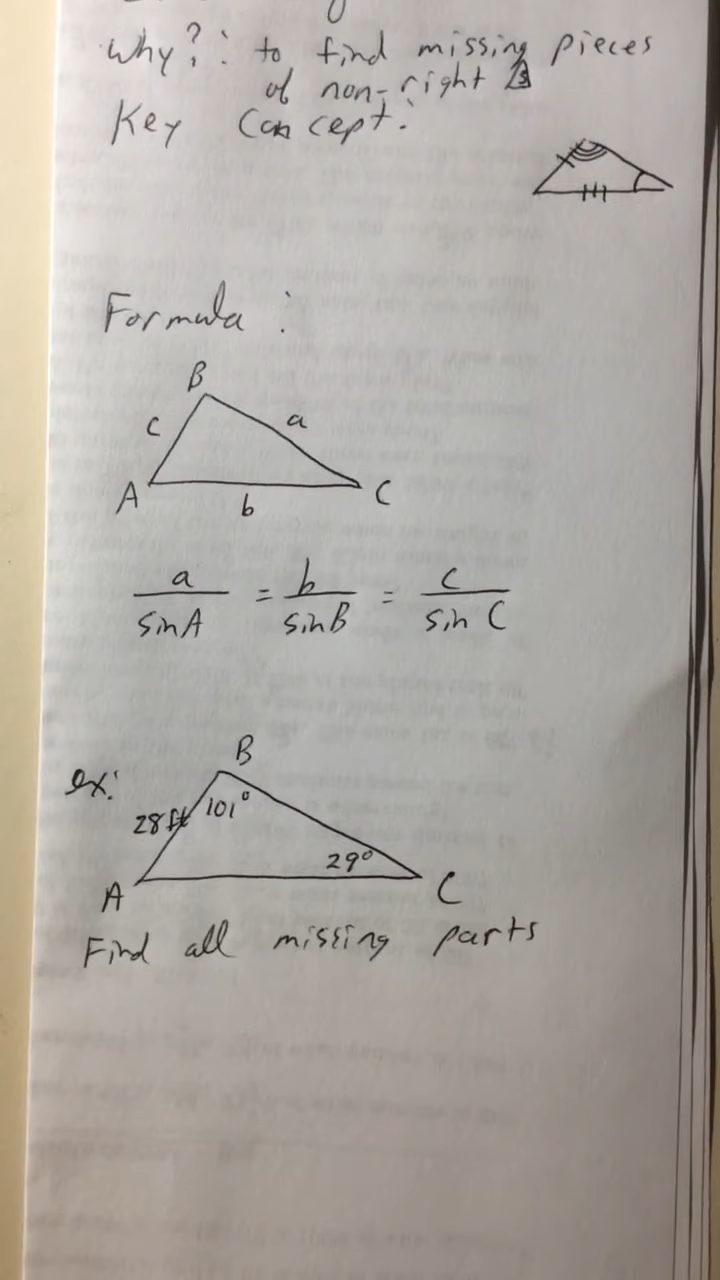 Why?: to find missing pieces
of non-right
Key Concept:
Formula:
B
c a
A b C
a/sinA = b/sinB = c/sin C
ex:
B
28ft 101°
29°
A C
Find all missing parts